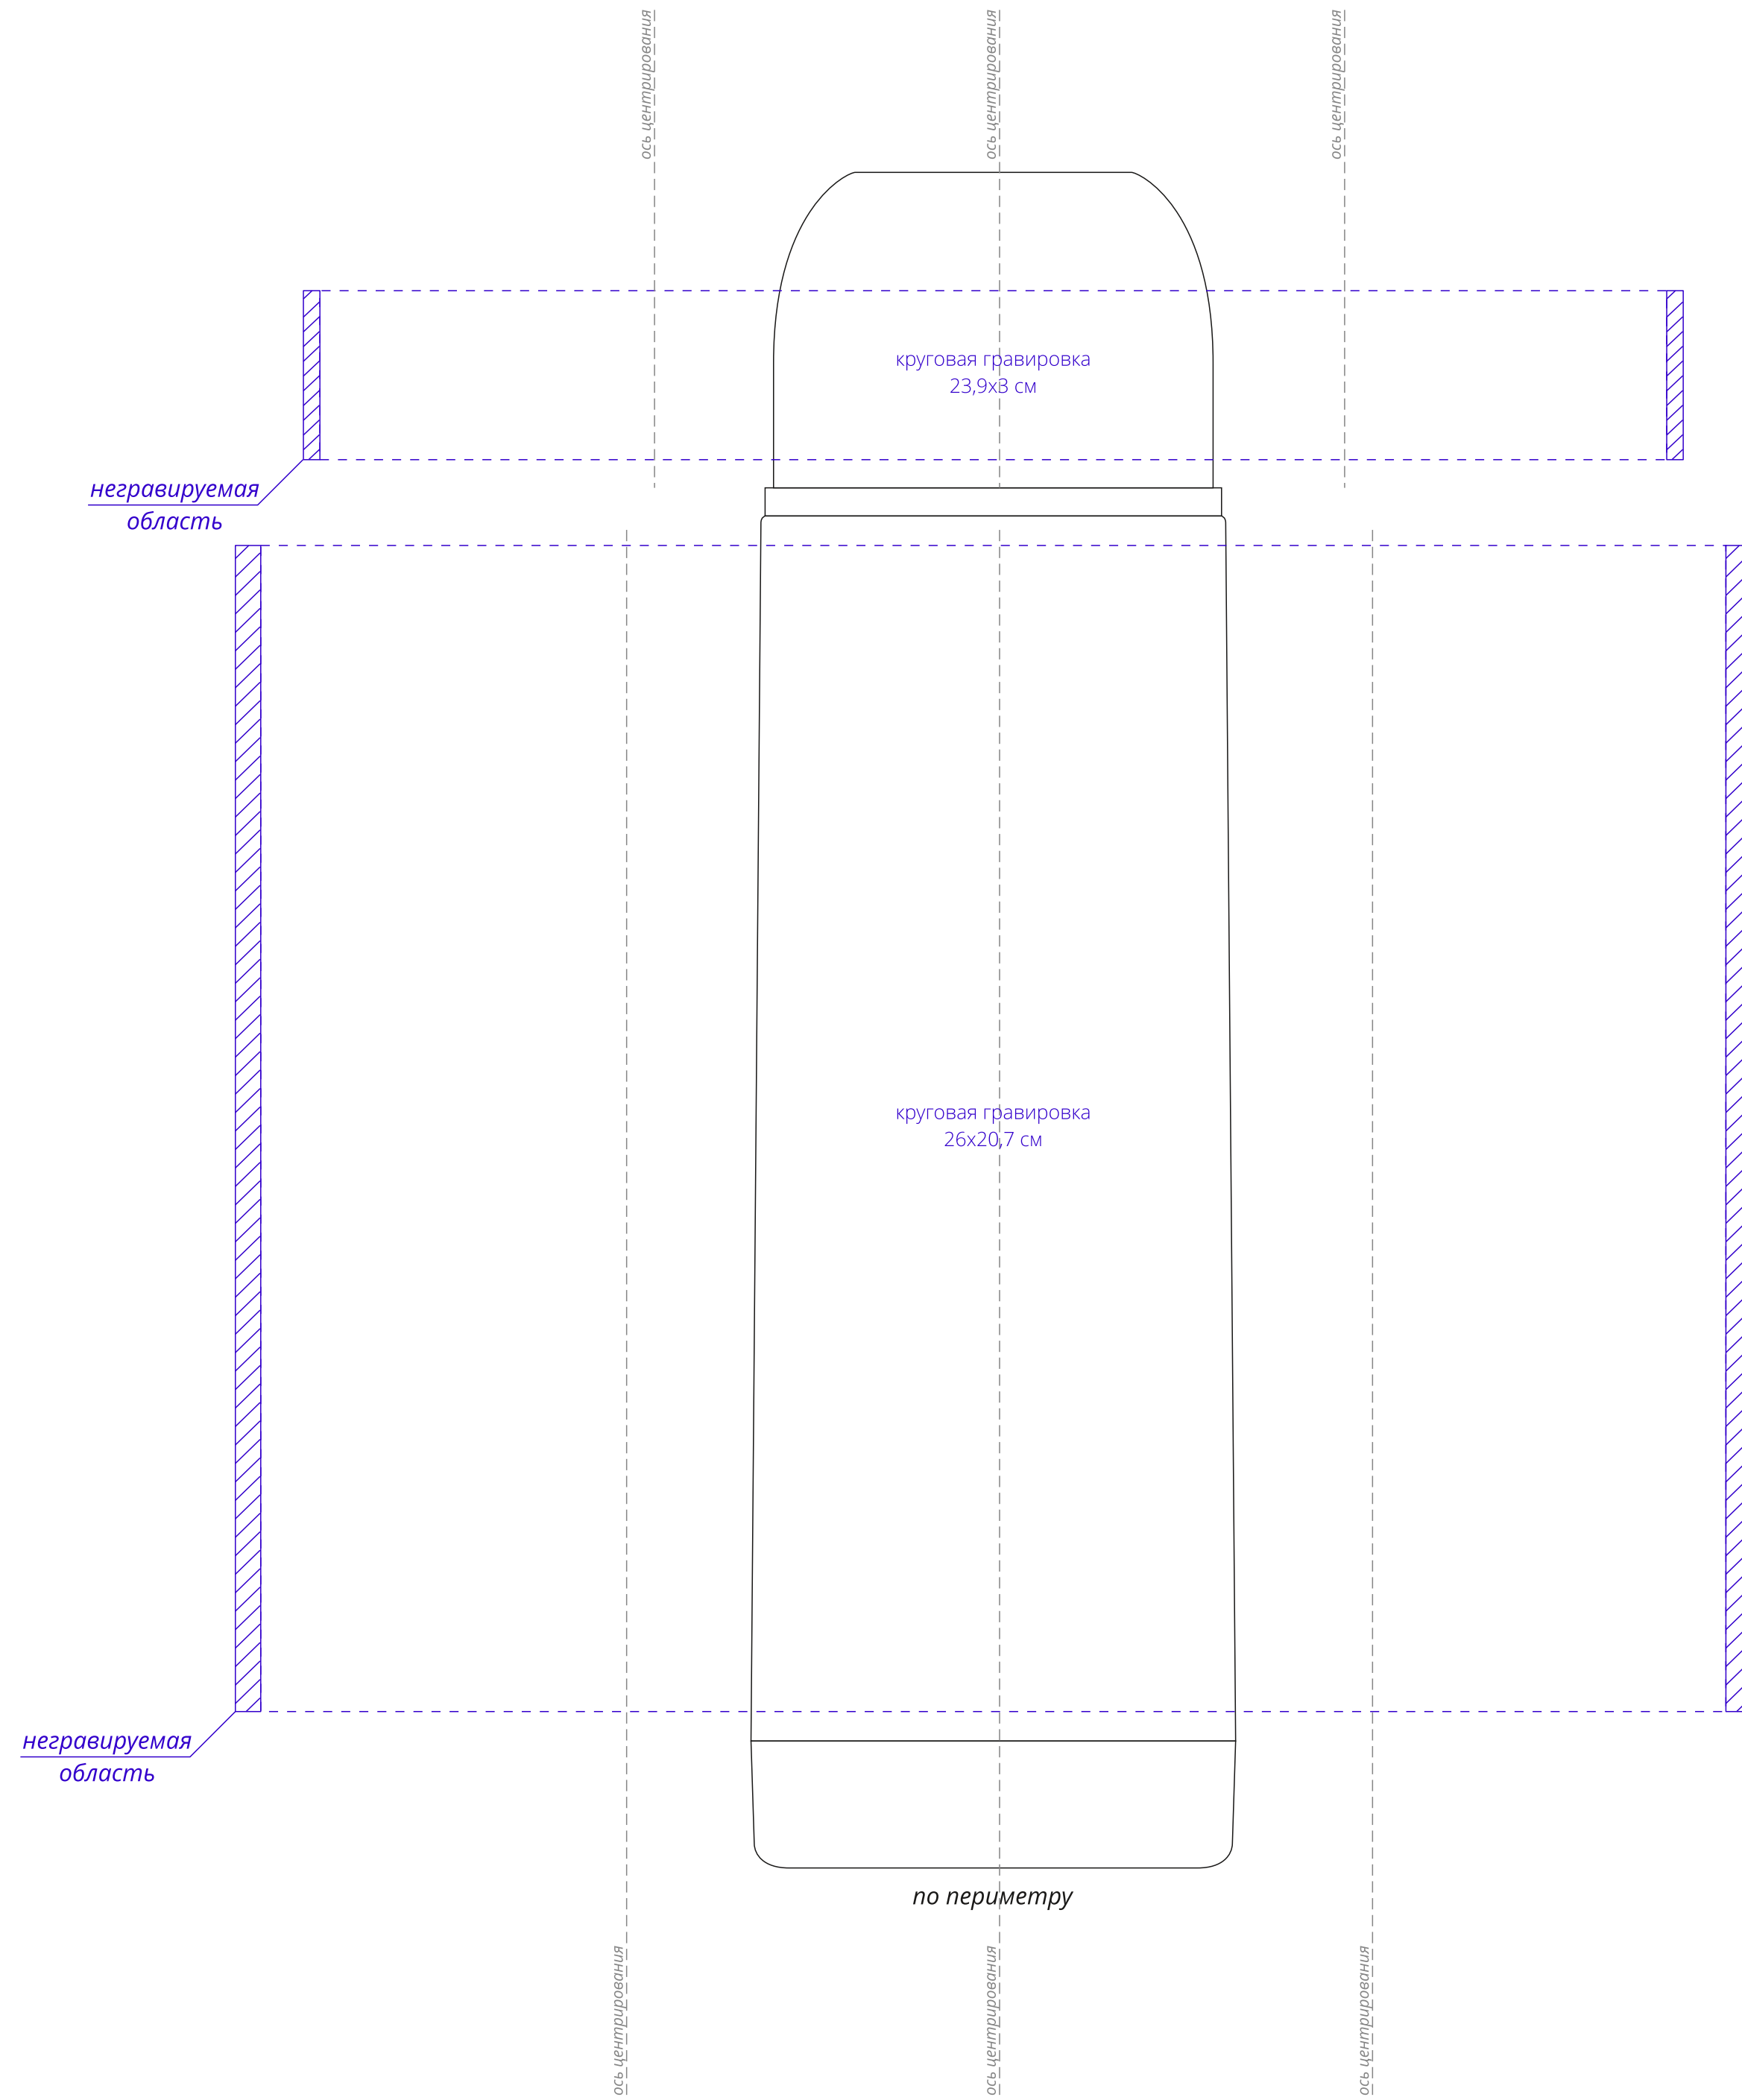 ось центрирования
ось центрирования
ось центрирования
круговая гравировка
23,9х3 см
негравируемая
область
круговая гравировка
26х20,7 см
негравируемая
область
по периметру
ось центрирования
ось центрирования
ось центрирования